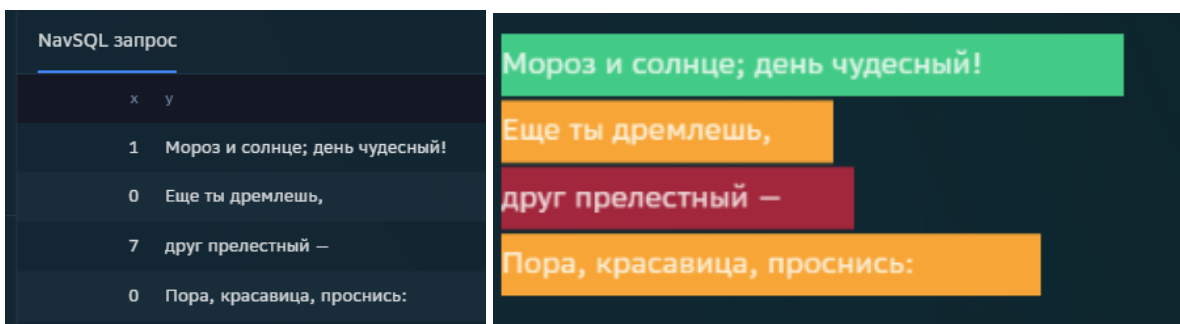 NavSQL запрос
x y
1 Мороз и солнце; день чудесный!
0 Еще ты дремлешь,
7 друг прелестный —
0 Пора, красавица, проснись:
Мороз и солнце; день чудесный!
Еще ты дремлешь,
друг прелестный —
Пора, красавица, проснись: